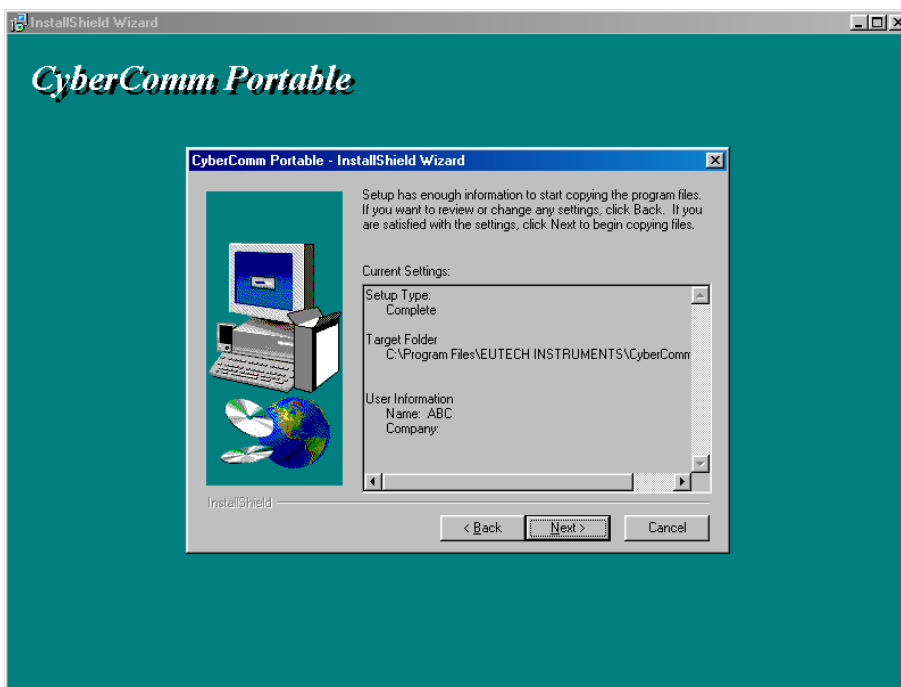 InstallShield Wizard
CyberComm Portable
CyberComm Portable - InstallShield Wizard
Setup has enough information to start copying the program files.
If you want to review or change any settings, click Back. If you
are satisfied with the settings, click Next to begin copying files.
Current Settings:
Setup Type:
Complete
Target Folder
C:\Program Files\EUTECH INSTRUMENTS\CyberComm
User Information
Name: ABC
Company:
InstallShield
< Back
Next >
Cancel